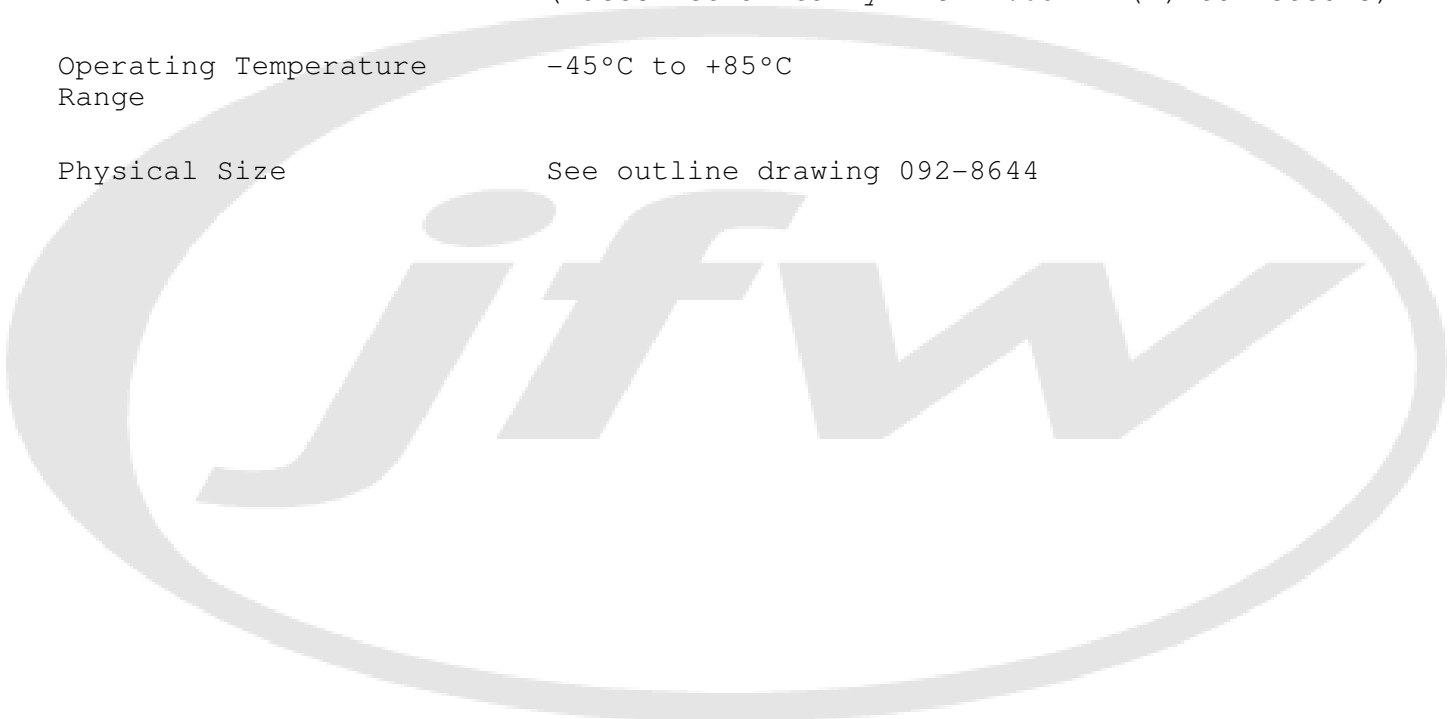 Operating Temperature -45°C to +85°C
Range
Physical Size See outline drawing 092-8644
jfw